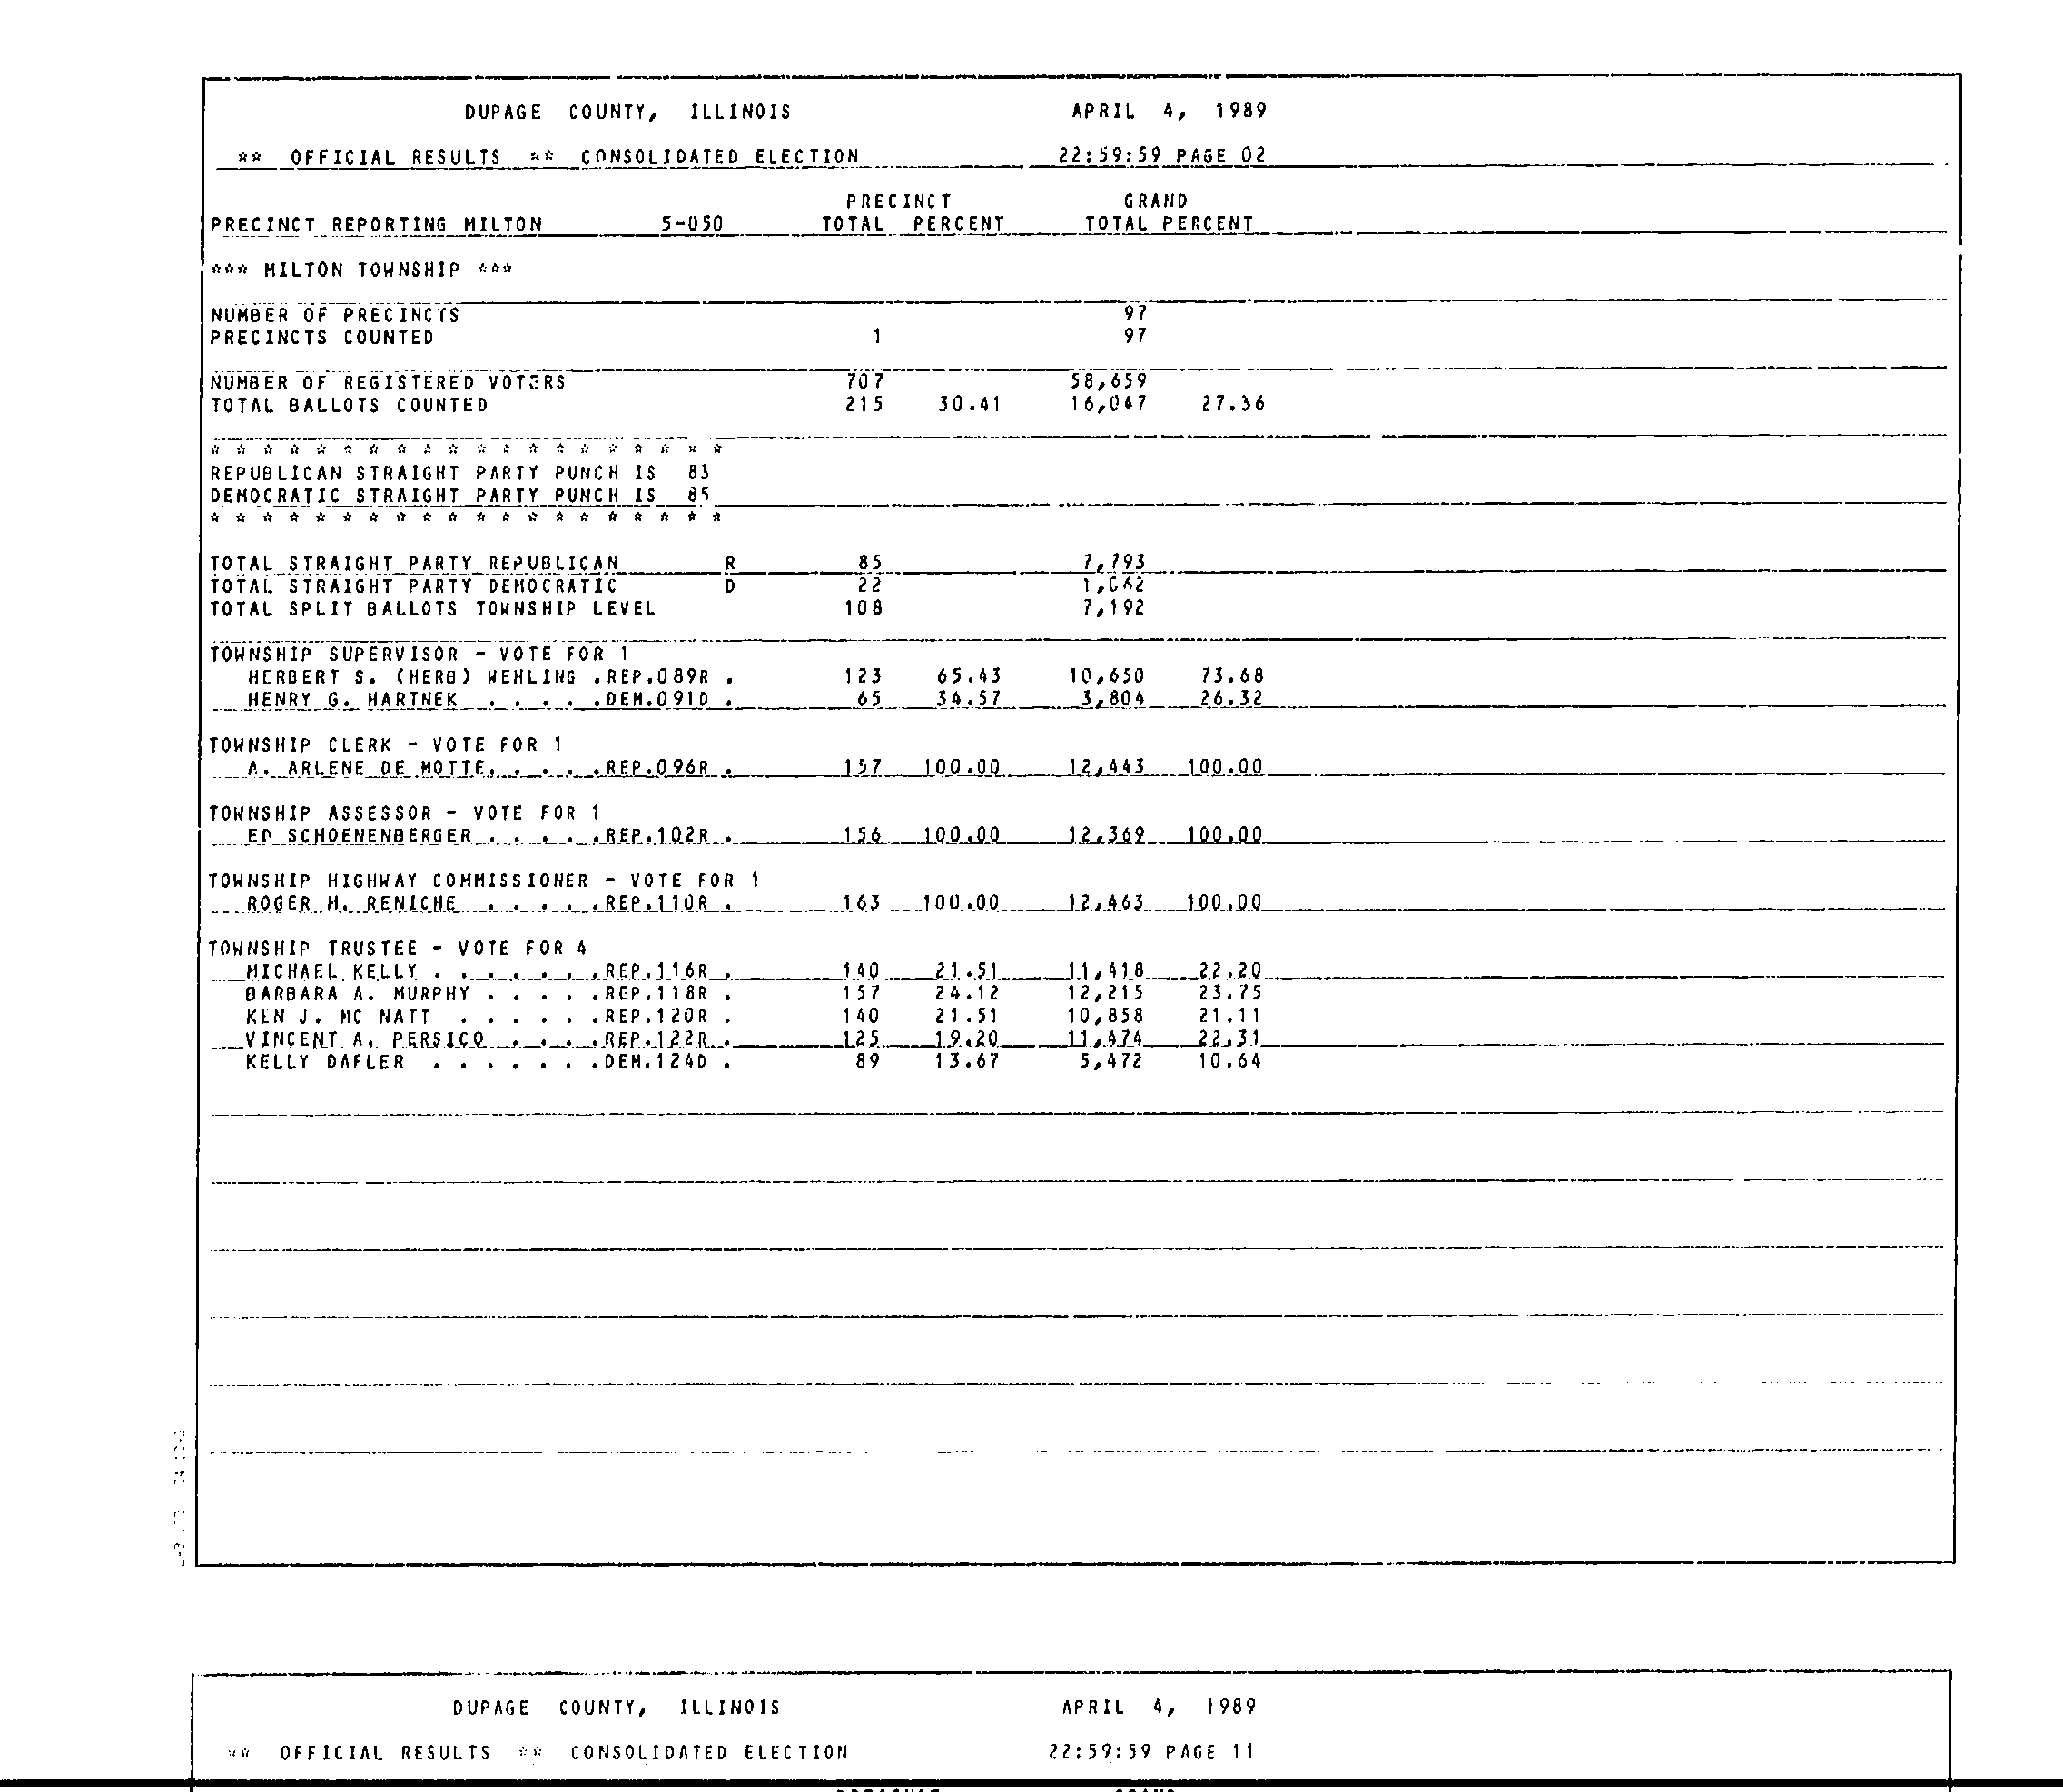 DUPAGE COUNTY, ILLINOIS APRIL 4, 1989
** OFFICIAL RESULTS ** CONSOLIDATED ELECTION 22:59:59 PAGE 02
PRECINCT GRAND
PRECINCT REPORTING MILTON 5-050 TOTAL PERCENT TOTAL PERCENT
*** MILTON TOWNSHIP ***
NUMBER OF PRECINCTS 97
PRECINCTS COUNTED 1 97
NUMBER OF REGISTERED VOTERS 707 58,659
TOTAL BALLOTS COUNTED 215 30.41 16,047 27.36
* * * * * * * * * * * * * * * * * * * *
REPUBLICAN STRAIGHT PARTY PUNCH IS 83
DEMOCRATIC STRAIGHT PARTY PUNCH IS 85
* * * * * * * * * * * * * * * * * * * *
TOTAL STRAIGHT PARTY REPUBLICAN R 85 7,793
TOTAL STRAIGHT PARTY DEMOCRATIC D 22 1,062
TOTAL SPLIT BALLOTS TOWNSHIP LEVEL 108 7,192
TOWNSHIP SUPERVISOR - VOTE FOR 1
HERBERT S. (HERB) WEHLING .REP.089R . 123 65.43 10,650 73.68
HENRY G. HARTNEK . . . . .DEM.091D . 65 34.57 3,804 26.32
TOWNSHIP CLERK - VOTE FOR 1
A. ARLENE DE MOTTE. . . . .REP.096R . 157 100.00 12,443 100.00
TOWNSHIP ASSESSOR - VOTE FOR 1
ED SCHOENENBERGER . . . . .REP.102R . 156 100.00 12,369 100.00
TOWNSHIP HIGHWAY COMMISSIONER - VOTE FOR 1
ROGER M. RENICHE . . . . .REP.110R . 163 100.00 12,463 100.00
TOWNSHIP TRUSTEE - VOTE FOR 4
MICHAEL KELLY . . . . . . .REP.116R . 140 21.51 11,418 22.20
BARBARA A. MURPHY . . . . .REP.118R . 157 24.12 12,215 23.75
KEN J. MC NATT . . . . . .REP.120R . 140 21.51 10,858 21.11
VINCENT A. PERSICO . . . .REP.122R . 125 19.20 11,474 22.31
KELLY DAFLER . . . . . . .DEM.124D . 89 13.67 5,472 10.64
DUPAGE COUNTY, ILLINOIS APRIL 4, 1989
** OFFICIAL RESULTS ** CONSOLIDATED ELECTION 22:59:59 PAGE 11